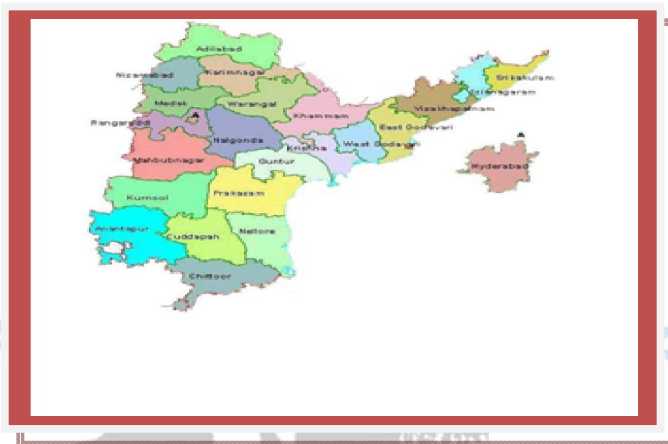 Adilabad
Nizamabad
Karimnagar
Medak
Warangal
Rangareddi
A
Khammam
Nalgonda
Mahbubnagar
Krishna
West Godavari
East Godavari
Vizakhapatnam
Vizianagaram
Srikakulam
A
Hyderabad
Guntur
Prakasam
Kurnool
Anantapur
Cuddapah
Nellore
Chittoor